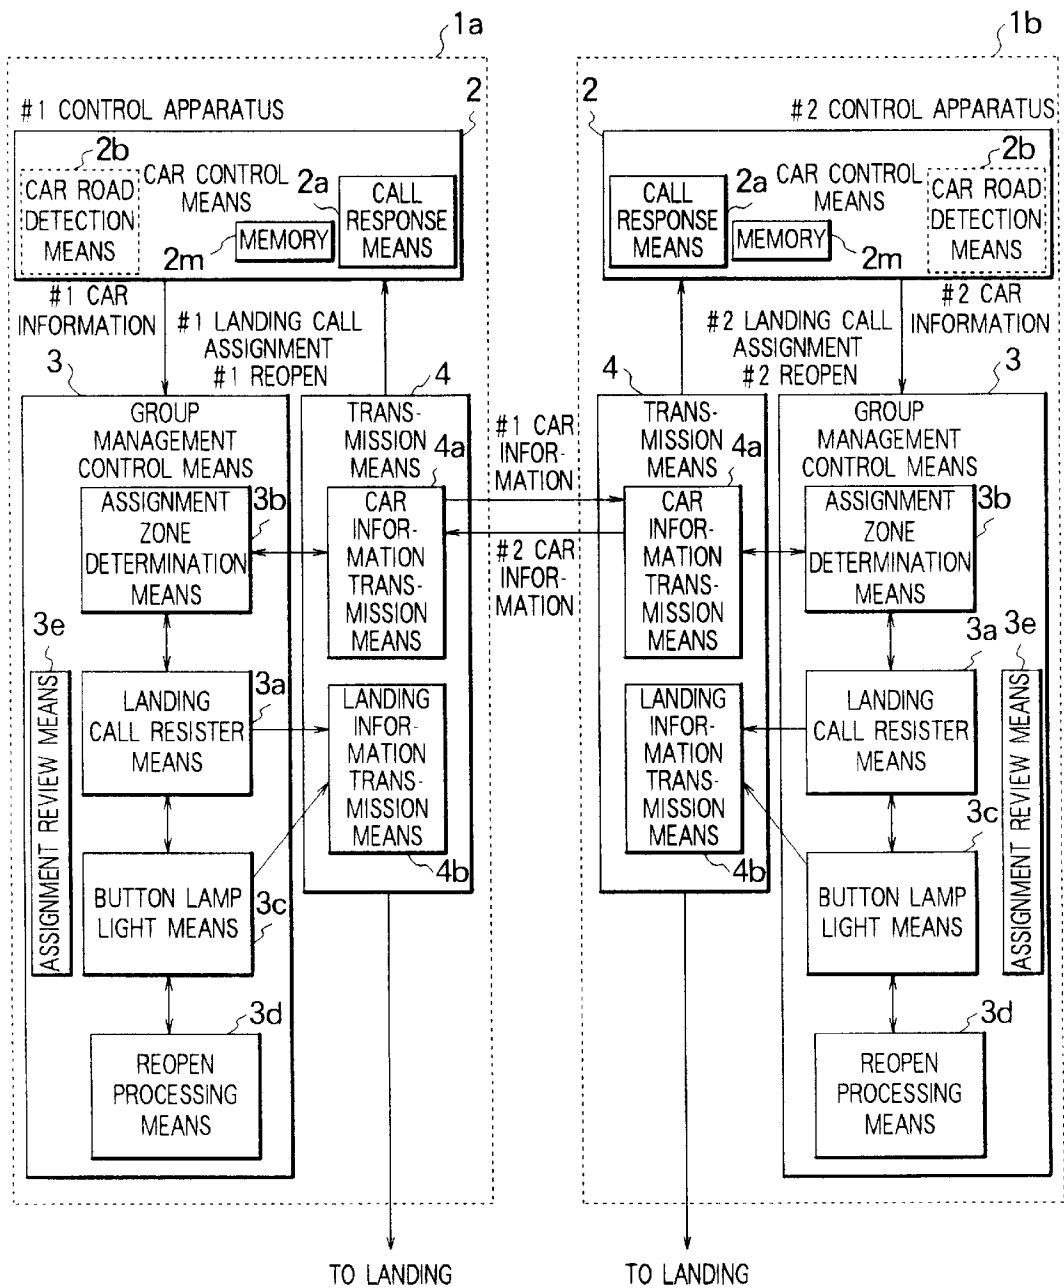 1a
#1 CONTROL APPARATUS
2
2b
CAR ROAD
DETECTION
MEANS
CAR CONTROL
MEANS
2a
CALL
RESPONSE
MEANS
MEMORY
2m
#1 CAR
INFORMATION
#1 LANDING CALL
ASSIGNMENT
#1 REOPEN
3
GROUP
MANAGEMENT
CONTROL MEANS
3b
ASSIGNMENT
ZONE
DETERMINATION
MEANS
3e
ASSIGNMENT REVIEW MEANS
3a
LANDING
CALL RESISTER
MEANS
BUTTON LAMP
LIGHT MEANS
3c
3d
REOPEN
PROCESSING
MEANS
4
TRANS-
MISSION
MEANS
4a
CAR
INFOR-
MATION
TRANS-
MISSION
MEANS
LANDING
INFOR-
MATION
TRANS-
MISSION
MEANS
4b
TO LANDING
#1 CAR
INFOR-
MATION
#2 CAR
INFOR-
MATION
1b
2
#2 CONTROL APPARATUS
CALL
RESPONSE
MEANS
2a
CAR CONTROL
MEANS
MEMORY
2m
2b
CAR ROAD
DETECTION
MEANS
#2 LANDING CALL
ASSIGNMENT
#2 REOPEN
#2 CAR
INFORMATION
4
TRANS-
MISSION
MEANS
4a
CAR
INFOR-
MATION
TRANS-
MISSION
MEANS
LANDING
INFOR-
MATION
TRANS-
MISSION
MEANS
4b
TO LANDING
3
GROUP
MANAGEMENT
CONTROL MEANS
3b
ASSIGNMENT
ZONE
DETERMINATION
MEANS
3a
LANDING
CALL RESISTER
MEANS
3e
ASSIGNMENT REVIEW MEANS
3c
BUTTON LAMP
LIGHT MEANS
3d
REOPEN
PROCESSING
MEANS